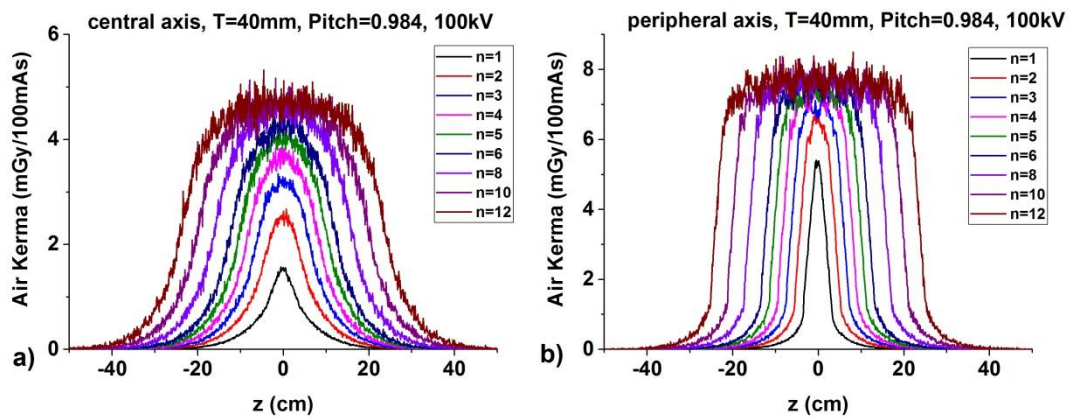 central axis, T=40mm, Pitch=0.984, 100kV
Air Kerma (mGy/100mAs)
6
4
2
0
n=1
n=2
n=3
n=4
n=5
n=6
n=8
n=10
n=12
-40 -20 0 20 40
z (cm)
a)
peripheral axis, T=40mm, Pitch=0.984, 100kV
Air Kerma (mGy/100mAs)
8
6
4
2
0
n=1
n=2
n=3
n=4
n=5
n=6
n=8
n=10
n=12
-40 -20 0 20 40
z (cm)
b)